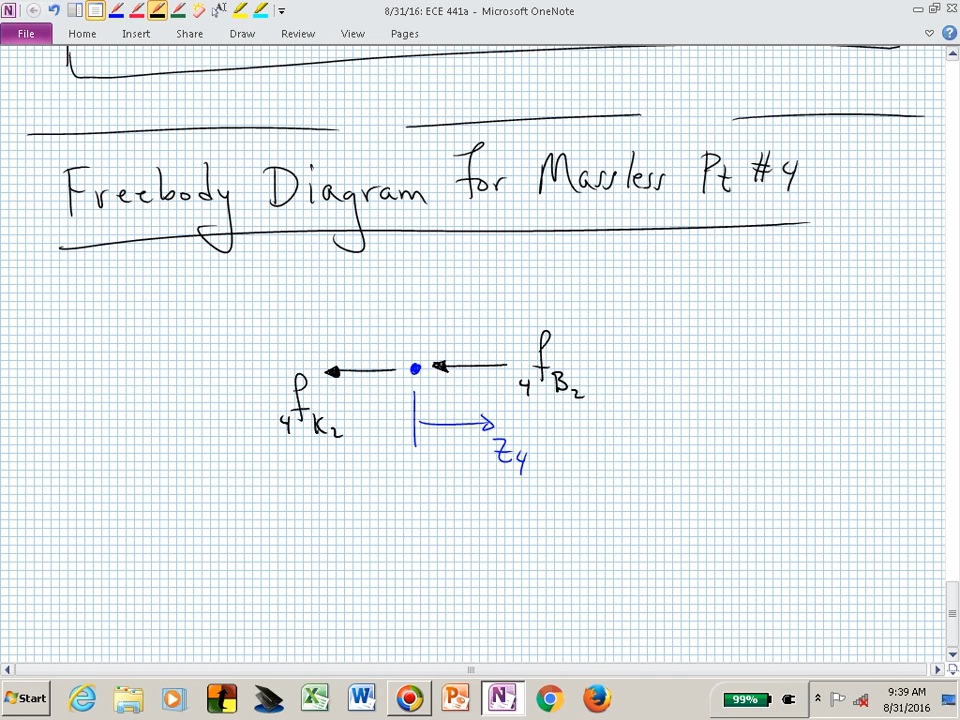 8/31/16: ECE 441a - Microsoft OneNote
File Home Insert Share Draw Review View Pages
Freebody Diagram for Massless Pt #4
4fB2
4fK2
Z4
Start 99% 9:39 AM
8/31/2016